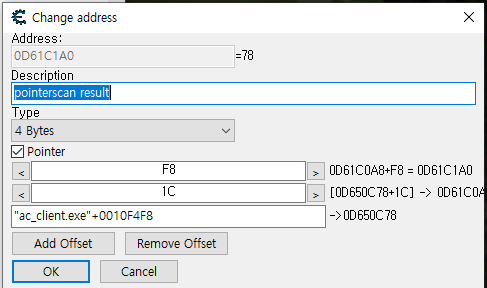 Change address
Address:
0D61C1A0 =78
Description
pointerscan result
Type
4 Bytes
Pointer
< F8 > 0D61C0A8+F8 = 0D61C1A0
< 1C > [0D650C78+1C] -> 0D61C0A
"ac_client.exe"+0010F4F8 ->0D650C78
Add Offset Remove Offset
OK Cancel